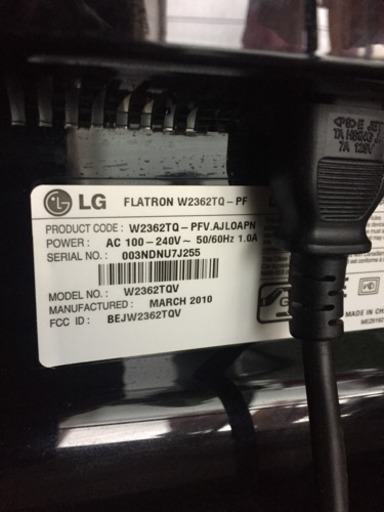 LG FLATRON W2362TQ-PF
PRODUCT CODE : W2362TQ-PFV.AJLOAPN
POWER : AC 100-240V~ 50/60Hz 1.0A
SERIAL NO. : 003NDNU7J255
MODEL NO. : W2362TQV
MANUFACTURED : MARCH 2010
FCC ID : BEJW2362TQV
MADE IN CH
7A 125V